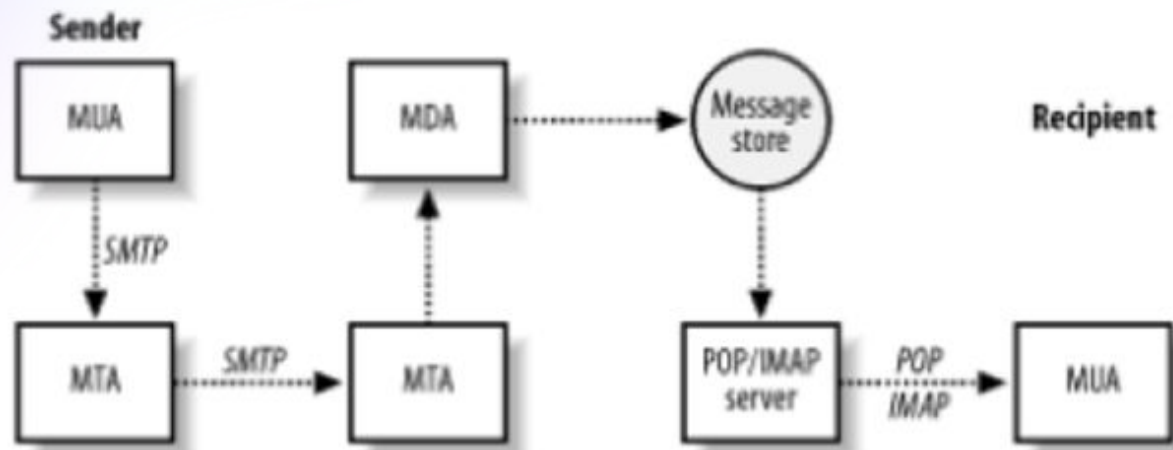 Sender
MUA
MDA
Message
store
Recipient
SMTP
MTA
SMTP
MTA
POP/IMAP
server
POP
IMAP
MUA